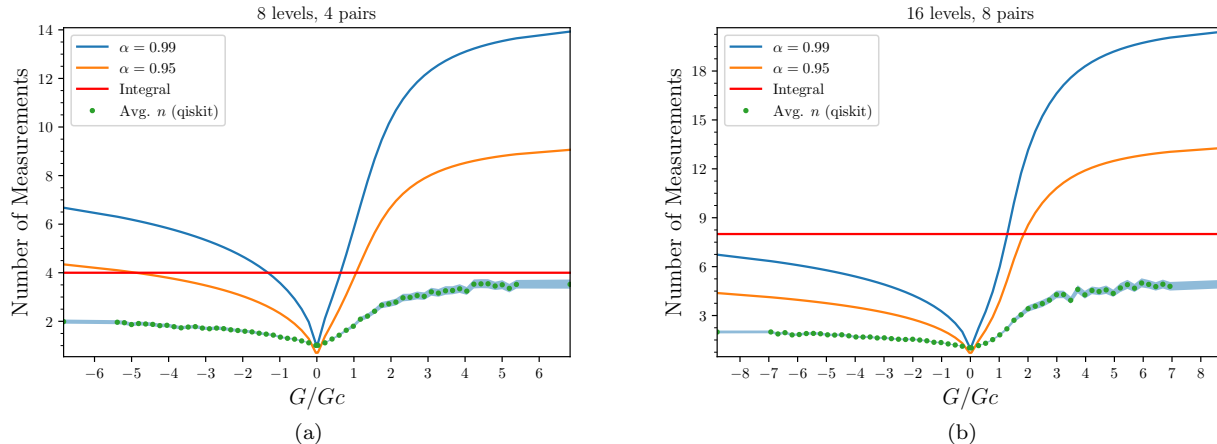 8 levels, 4 pairs
Number of Measurements
14
12
10
8
6
4
2
α = 0.99
α = 0.95
Integral
Avg. n (qiskit)
−6 −5 −4 −3 −2 −1 0 1 2 3 4 5 6
G/Gc
(a)
16 levels, 8 pairs
Number of Measurements
18
15
12
9
6
3
α = 0.99
α = 0.95
Integral
Avg. n (qiskit)
−8 −7 −6 −5 −4 −3 −2 −1 0 1 2 3 4 5 6 7 8
G/Gc
(b)